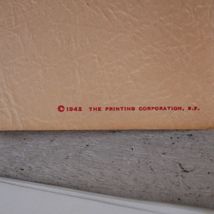 © 1942 THE PRINTING CORPORATION, S.F.